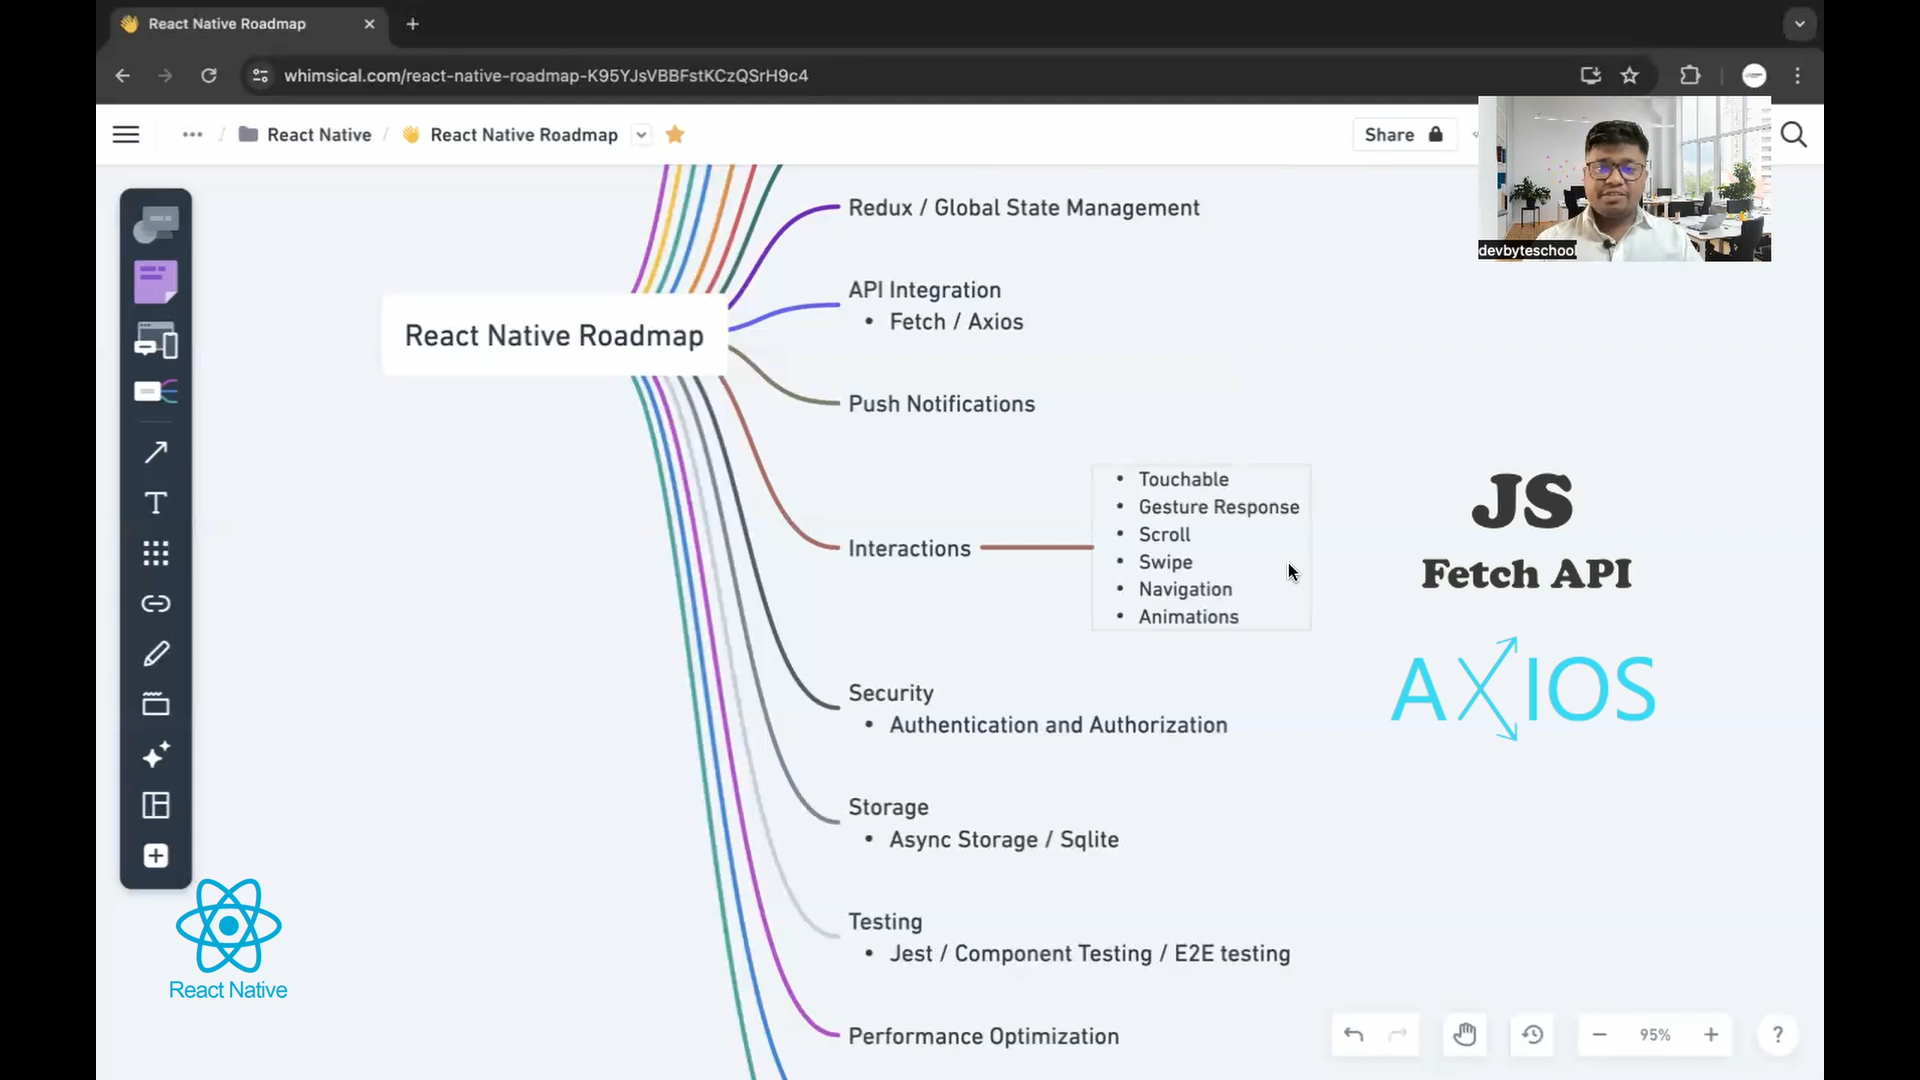 React Native Roadmap
whimsical.com/react-native-roadmap-K95YJsVBBFstKCzQSrH9c4
React Native / React Native Roadmap
Share
devbyteschool
Redux / Global State Management
API Integration
• Fetch / Axios
React Native Roadmap
Push Notifications
Interactions
• Touchable
• Gesture Response
• Scroll
• Swipe
• Navigation
• Animations
JS
Fetch API
AXIOS
Security
• Authentication and Authorization
Storage
• Async Storage / Sqlite
Testing
• Jest / Component Testing / E2E testing
Performance Optimization
React Native
95%